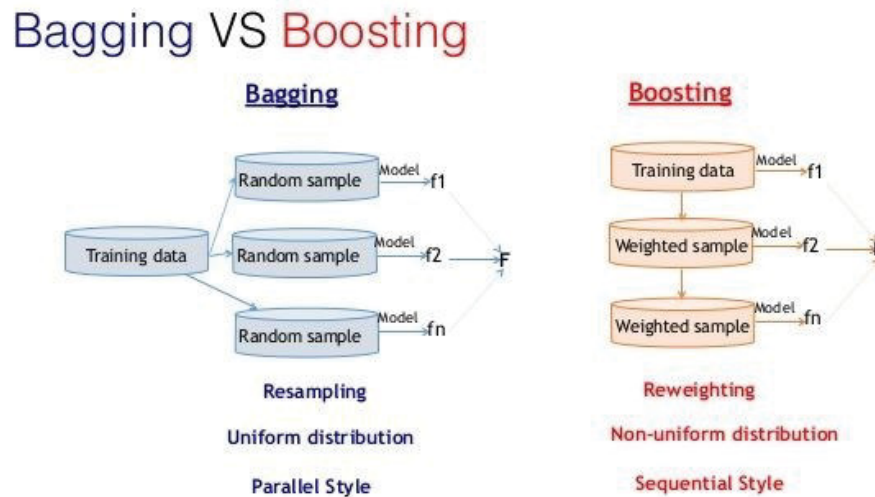 Bagging VS Boosting
Bagging
Training data
Random sample
Model
f1
Random sample
Model
f2
Random sample
Model
fn
F
Resampling
Uniform distribution
Parallel Style
Boosting
Training data
Model
f1
Weighted sample
Model
f2
Weighted sample
Model
fn
Reweighting
Non-uniform distribution
Sequential Style